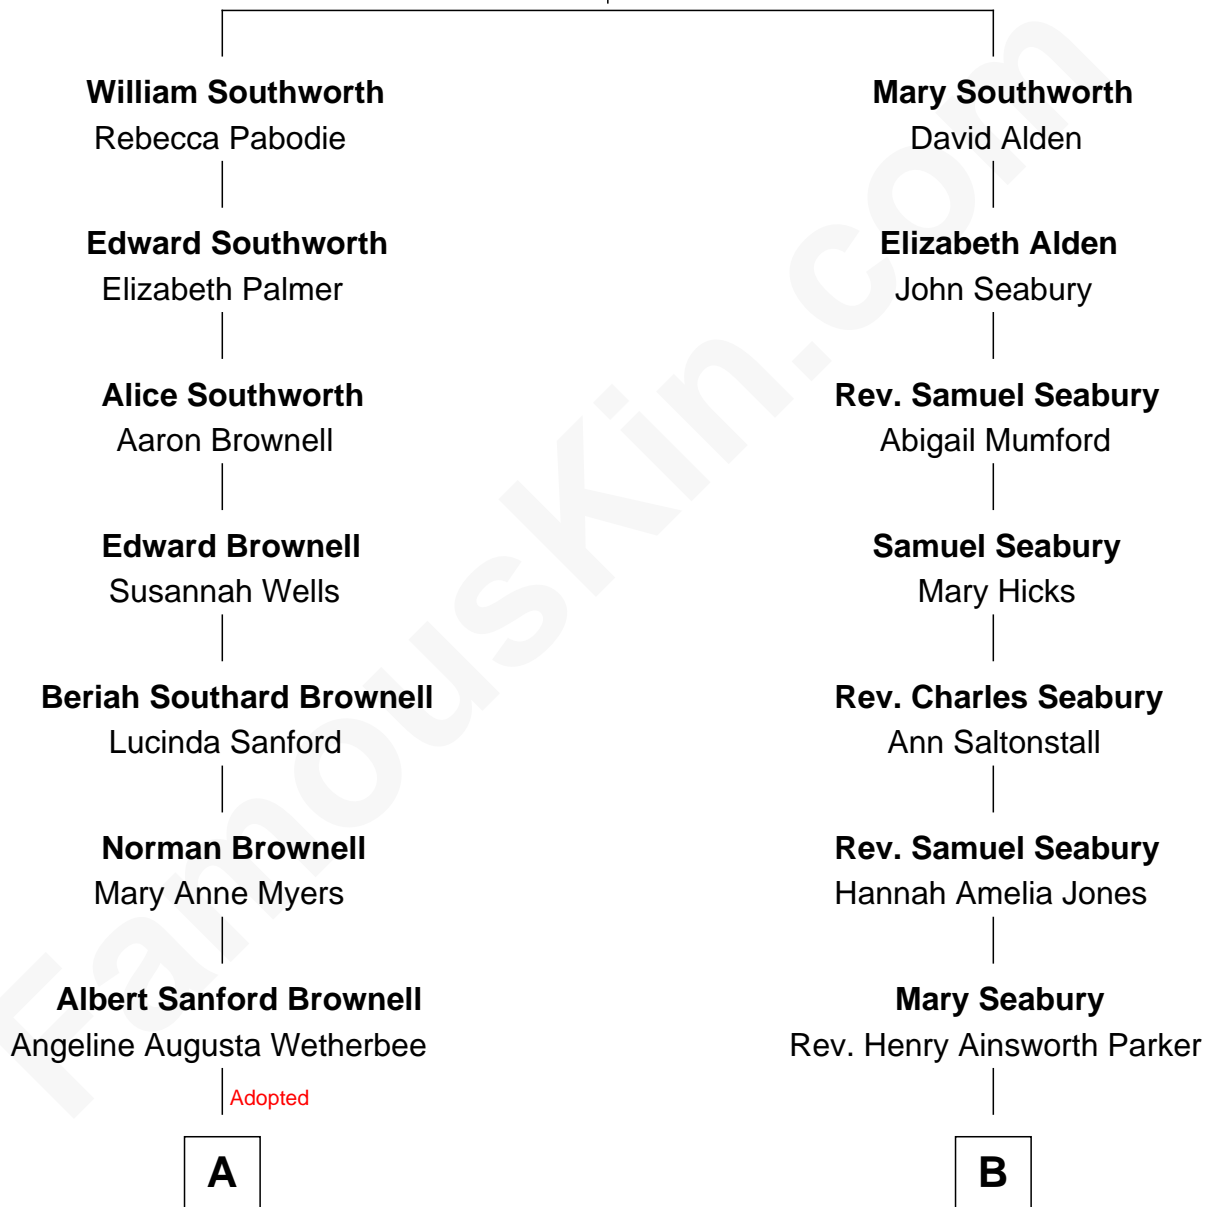 William Southworth
Rebecca Pabodie
Mary Southworth
David Alden
Edward Southworth
Elizabeth Palmer
Elizabeth Alden
John Seabury
Alice Southworth
Aaron Brownell
Rev. Samuel Seabury
Abigail Mumford
Edward Brownell
Susannah Wells
Samuel Seabury
Mary Hicks
Beriah Southard Brownell
Lucinda Sanford
Rev. Charles Seabury
Ann Saltonstall
Norman Brownell
Mary Anne Myers
Rev. Samuel Seabury
Hannah Amelia Jones
Albert Sanford Brownell
Angeline Augusta Wetherbee
Mary Seabury
Rev. Henry Ainsworth Parker
Adopted
A
B
FamousKin.com